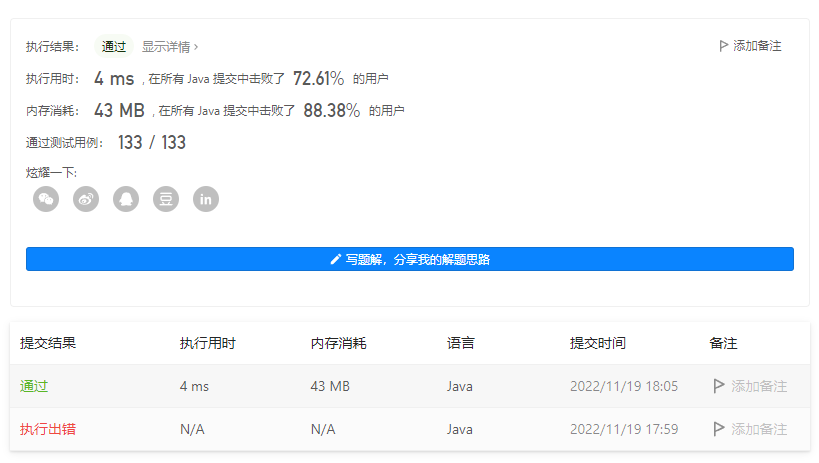 执行结果： 通过 显示详情 › 添加备注
执行用时： 4 ms , 在所有 Java 提交中击败了 72.61% 的用户
内存消耗： 43 MB , 在所有 Java 提交中击败了 88.38% 的用户
通过测试用例： 133 / 133
炫耀一下:
豆 in
写题解，分享我的解题思路
提交结果 执行用时 内存消耗 语言 提交时间 备注
通过 4 ms 43 MB Java 2022/11/19 18:05 添加备注
执行出错 N/A N/A Java 2022/11/19 17:59 添加备注